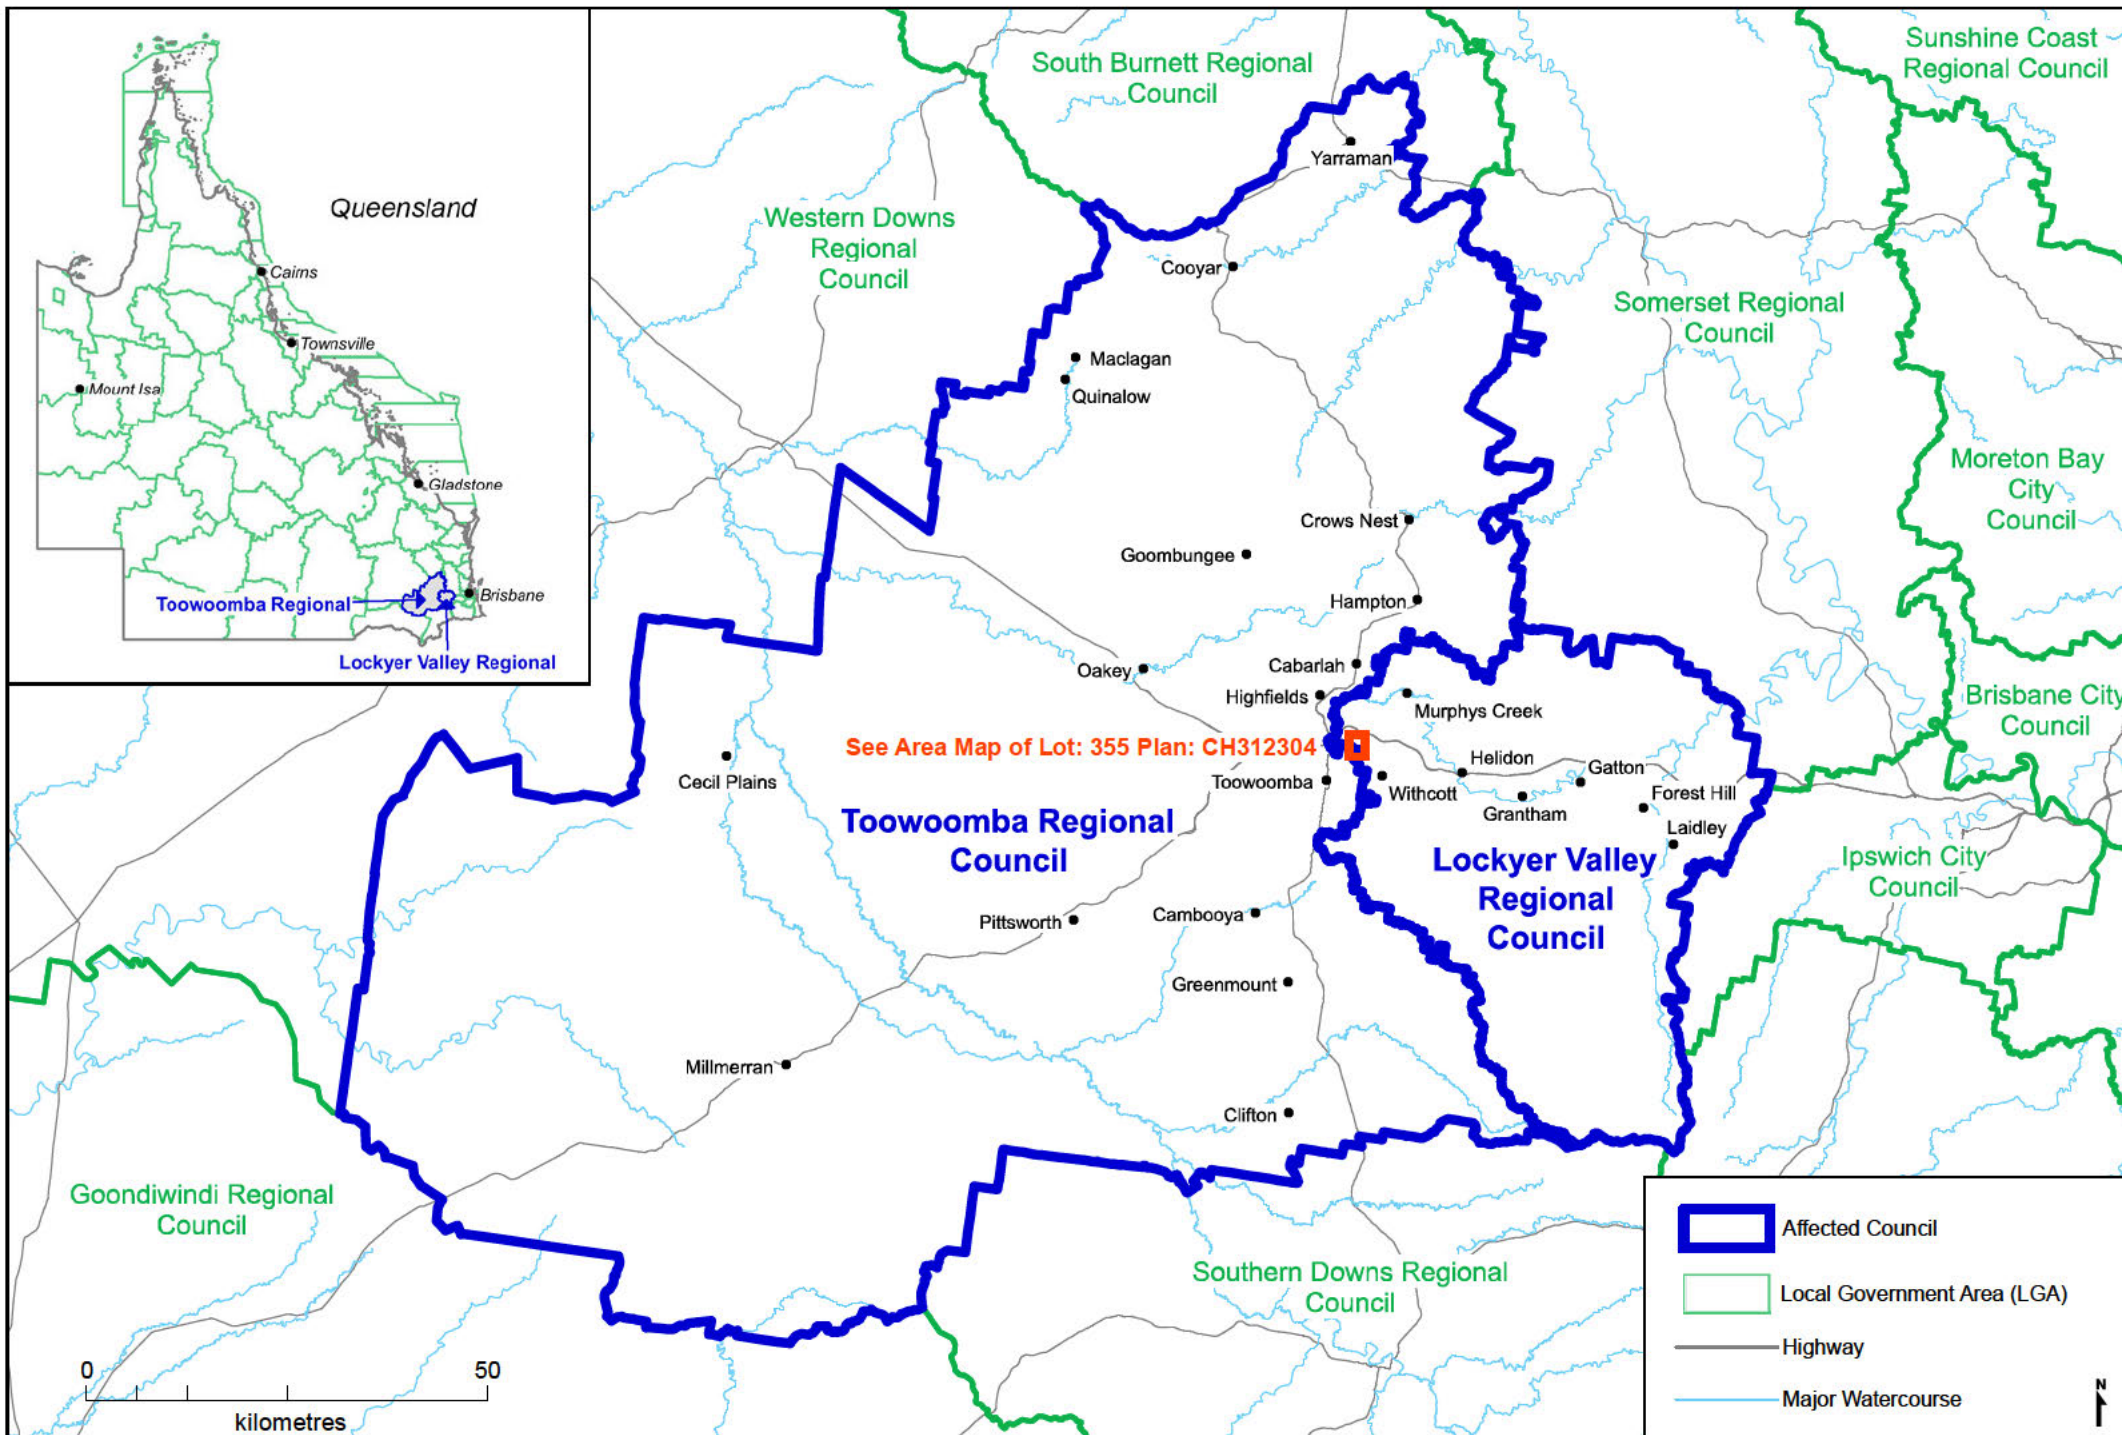 Queensland
Cairns
Townsville
Mount Isa
Gladstone
Brisbane
Toowoomba Regional
Lockyer Valley Regional
South Burnett Regional
Council
Sunshine Coast
Regional Council
Yarraman
Western Downs
Regional
Council
Cooyar
Somerset Regional
Council
Maclagan
Quinalow
Moreton Bay
City
Council
Crows Nest
Goombungee
Hampton
Oakey
Cabarlah
Highfields
Murphys Creek
Brisbane City
Council
See Area Map of Lot: 355 Plan: CH312304
Cecil Plains
Toowoomba
Withcott
Helidon
Gatton
Grantham
Forest Hill
Laidley
Toowoomba Regional
Council
Lockyer Valley
Regional
Council
Ipswich City
Council
Pittsworth
Cambooya
Greenmount
Millmerran
Clifton
Goondiwindi Regional
Council
Southern Downs Regional
Council
Affected Council
Local Government Area (LGA)
Highway
Major Watercourse
N
0 50
kilometres